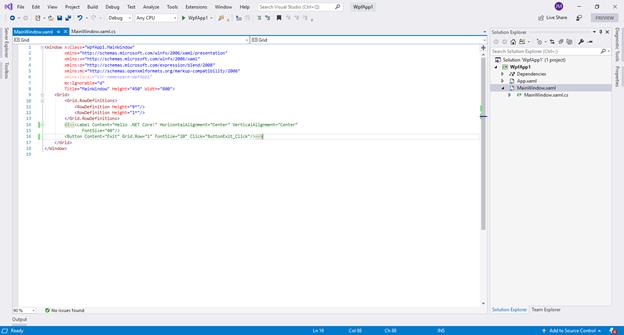 File Edit View Project Build Debug Test Analyze Tools Extensions Window Help Search Visual Studio (Ctrl+Q) WpfApp1 JM
Debug Any CPU WpfApp1 Live Share PREVIEW
Server Explorer
Toolbox
MainWindow.xaml MainWindow.xaml.cs
Grid Grid
1 <Window x:Class="WpfApp1.MainWindow"
2 xmlns="http://schemas.microsoft.com/winfx/2006/xaml/presentation"
3 xmlns:x="http://schemas.microsoft.com/winfx/2006/xaml"
4 xmlns:d="http://schemas.microsoft.com/expression/blend/2008"
5 xmlns:mc="http://schemas.openxmlformats.org/markup-compatibility/2006"
6 xmlns:local="clr-namespace:WpfApp1"
7 mc:Ignorable="d"
8 Title="MainWindow" Height="450" Width="800">
9 <Grid>
10 <Grid.RowDefinitions>
11 <RowDefinition Height="9*"/>
12 <RowDefinition Height="1*"/>
13 </Grid.RowDefinitions>
14 <Label Content="Hello .NET Core!" HorizontalAlignment="Center" VerticalAlignment="Center"
15 FontSize="40"/>
16 <Button Content="Exit" Grid.Row="1" FontSize="20" Click="ButtonExit_Click"/>
17 </Grid>
18 </Window>
19
90 % No issues found
Output
Solution Explorer
Search Solution Explorer (Ctrl+;)
Solution 'WpfApp1' (1 project)
WpfApp1
Dependencies
App.xaml
MainWindow.xaml
MainWindow.xaml.cs
Solution Explorer Team Explorer
Diagnostic Tools
Properties
Ready Ln 16 Col 88 Ch 88 INS Add to Source Control